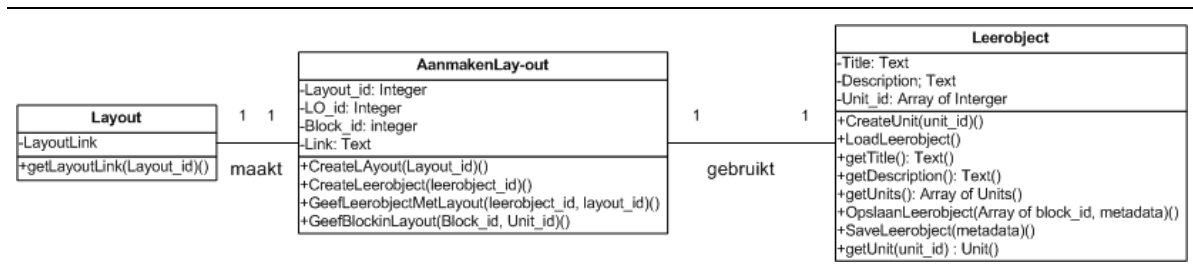 Layout
-LayoutLink
+getLayoutLink(Layout_id)()
1 1
maakt
AanmakenLay-out
-Layout_id: Integer
-LO_id: Integer
-Block_id: integer
-Link: Text
+CreateLAyout(Layout_id)()
+CreateLeerobject(leerobject_id)()
+GeefLeerobjectMetLayout(leerobject_id, layout_id)()
+GeefBlockinLayout(Block_id, Unit_id)()
1 1
gebruikt
Leerobject
-Title: Text
-Description; Text
-Unit_id: Array of Interger
+CreateUnit(unit_id)()
+LoadLeerobject()
+getTitle(): Text()
+getDescription(): Text()
+getUnits(): Array of Units()
+OpslaanLeerobject(Array of block_id, metadata)()
+SaveLeerobject(metadata)()
+getUnit(unit_id) : Unit()